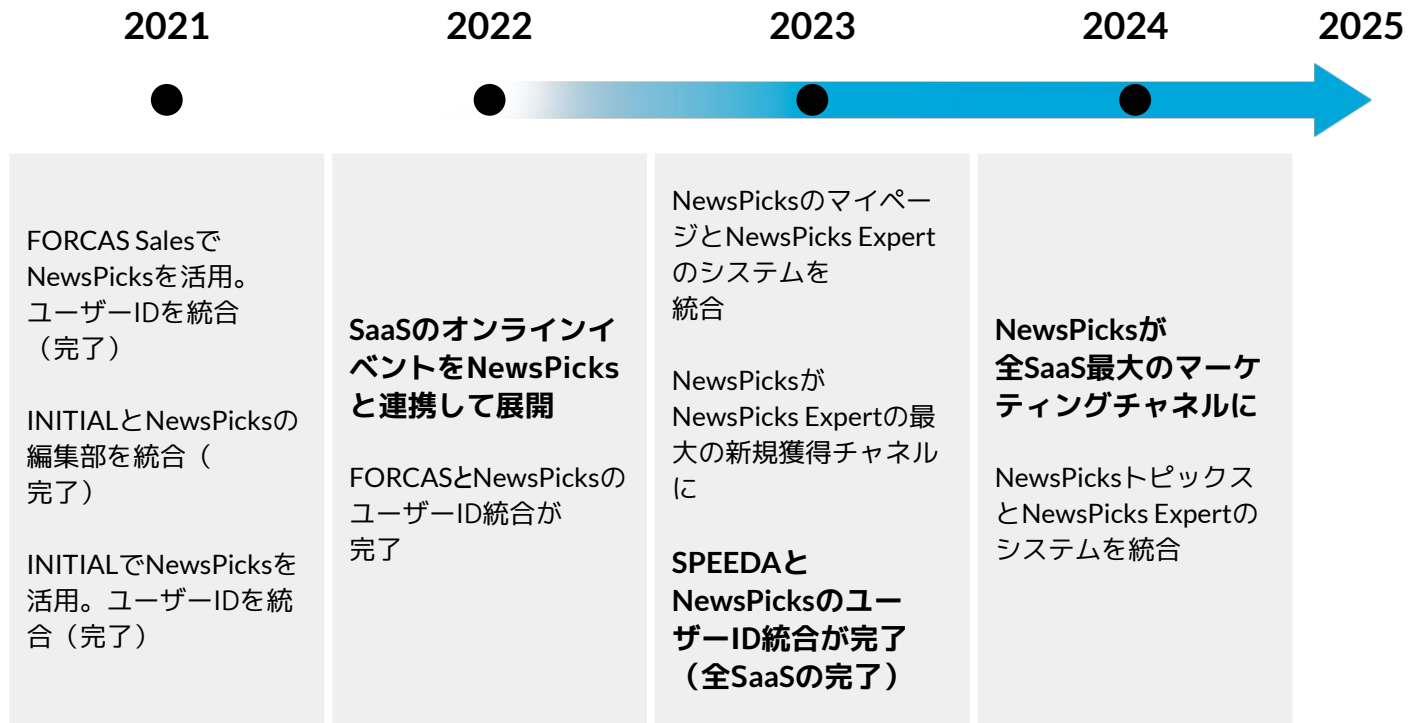 2021
2022
2023
2024
2025
FORCAS Salesで
NewsPicksを活用。
ユーザーIDを統合
（完了）
INITIALとNewsPicksの
編集部を統合（
完了）
INITIALでNewsPicksを
活用。ユーザーIDを統
合（完了）
SaaSのオンラインイ
ベントをNewsPicks
と連携して展開
FORCASとNewsPicksの
ユーザーID統合が
完了
NewsPicksのマイペー
ジとNewsPicks Expert
のシステムを
統合
NewsPicksが
NewsPicks Expertの最
大の新規獲得チャネル
に
SPEEDAと
NewsPicksのユー
ザーID統合が完了
（全SaaSの完了）
NewsPicksが
全SaaS最大のマーケ
ティングチャネルに
NewsPicksトピックス
とNewsPicks Expertの
システムを統合